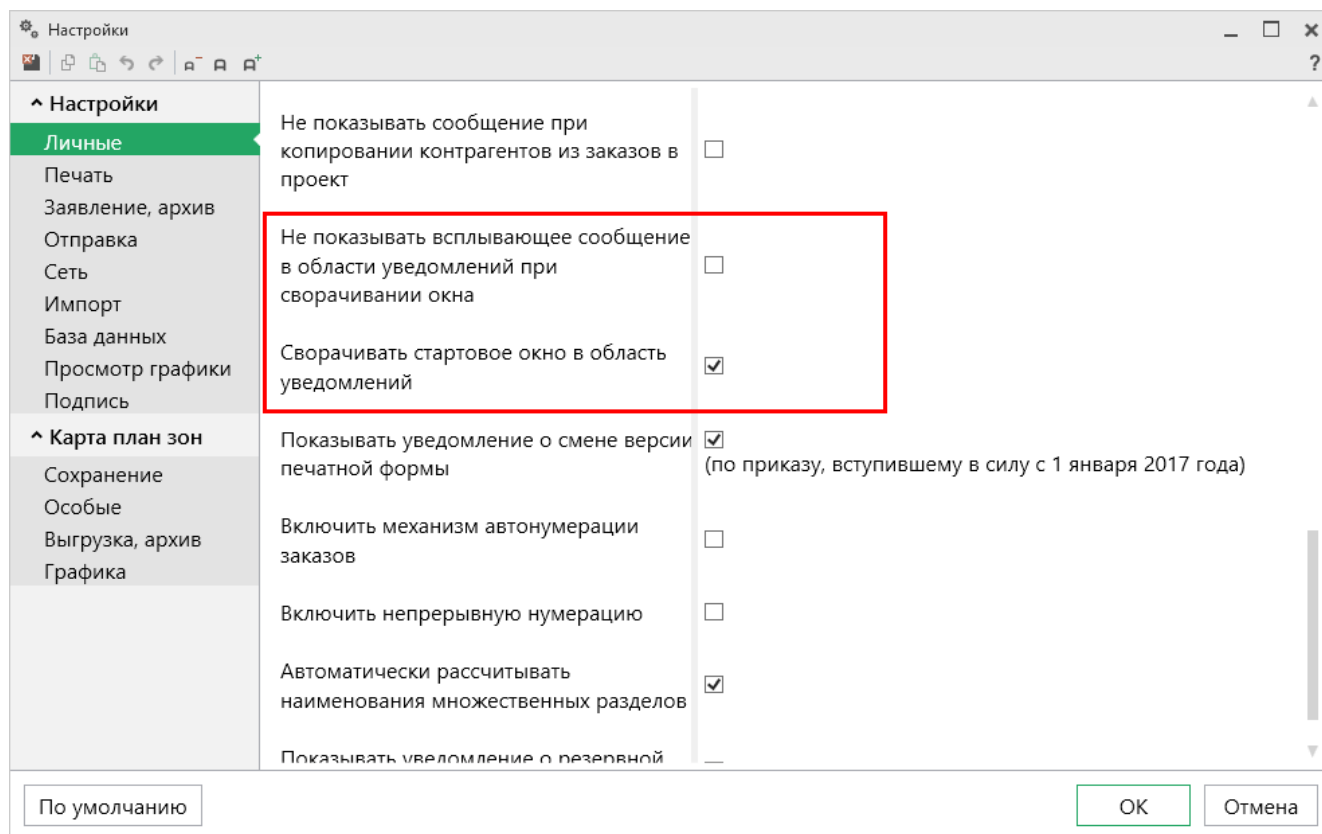 Настройки
?
Настройки
Личные
Печать
Заявление, архив
Отправка
Сеть
Импорт
База данных
Просмотр графики
Подпись
Карта план зон
Сохранение
Особые
Выгрузка, архив
Графика
Не показывать сообщение при
копировании контрагентов из заказов в
проект
Не показывать всплывающее сообщение
в области уведомлений при
сворачивании окна
Сворачивать стартовое окно в область
уведомлений
Показывать уведомление о смене версии
печатной формы
(по приказу, вступившему в силу с 1 января 2017 года)
Включить механизм автонумерации
заказов
Включить непрерывную нумерацию
Автоматически рассчитывать
наименования множественных разделов
Показывать уведомление о резервной
По умолчанию
ОК
Отмена